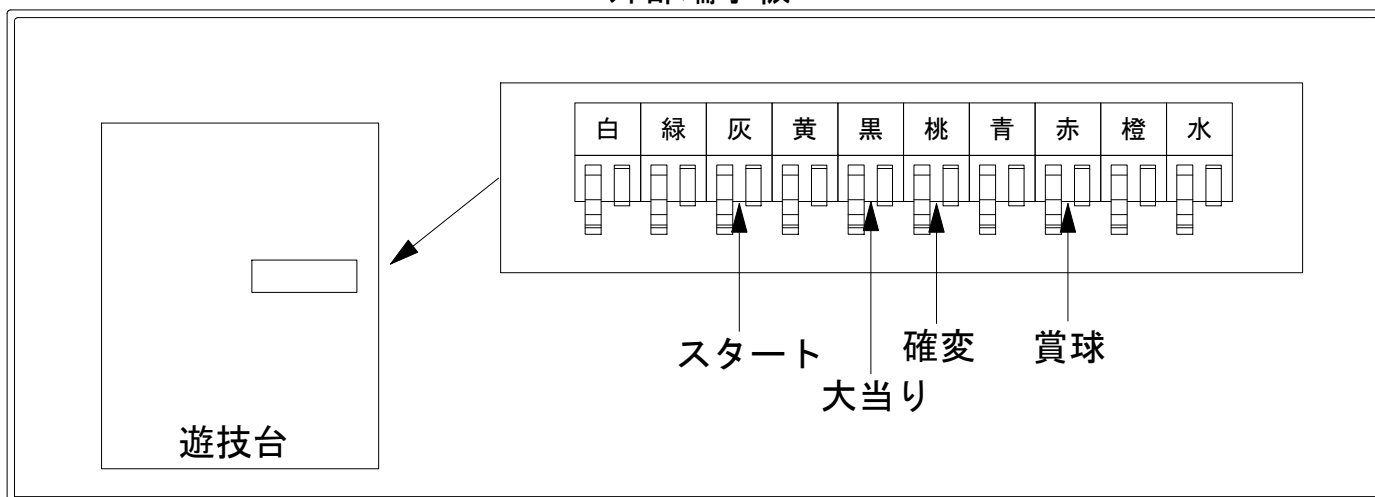 白 緑 灰 黄 黒 桃 青 赤 橙 水
スタート
大当り
確変
賞球
遊技台